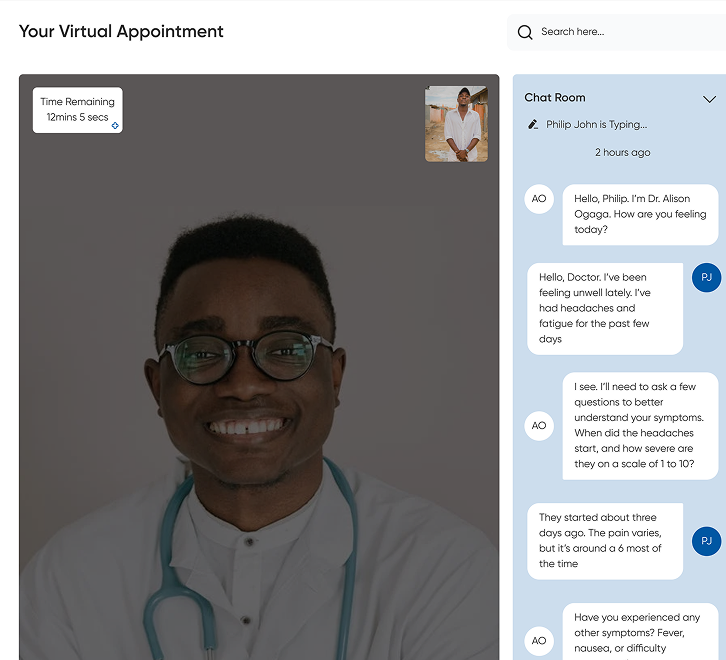 Your Virtual Appointment
Search here...
Time Remaining
12mins 5 secs
Chat Room
Philip John is Typing...
2 hours ago
AO
Hello, Philip. I’m Dr. Alison
Ogaga. How are you feeling
today?
Hello, Doctor. I’ve been
feeling unwell lately. I’ve
had headaches and
fatigue for the past few
days
PJ
I see. I’ll need to ask a few
questions to better
understand your symptoms.
When did the headaches
start, and how severe are
they on a scale of 1 to 10?
AO
They started about three
days ago. The pain varies,
but it’s around a 6 most of
the time
PJ
Have you experienced any
other symptoms? Fever,
nausea, or difficulty
AO